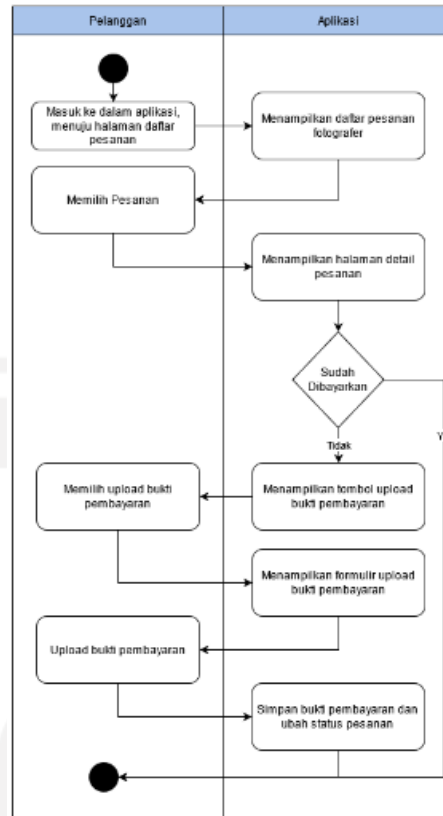 Pelanggan
Aplikasi
Masuk ke dalam aplikasi,
menuju halaman daftar
pesanan
Menampilkan daftar pesanan
fotografer
Memilih Pesanan
Menampilkan halaman detail
pesanan
Sudah
Dibayarkan
Y
Tidak
Memilih upload bukti
pembayaran
Menampilkan tombol upload
bukti pembayaran
Menampilkan formulir upload
bukti pembayaran
Upload bukti pembayaran
Simpan bukti pembayaran dan
ubah status pesanan